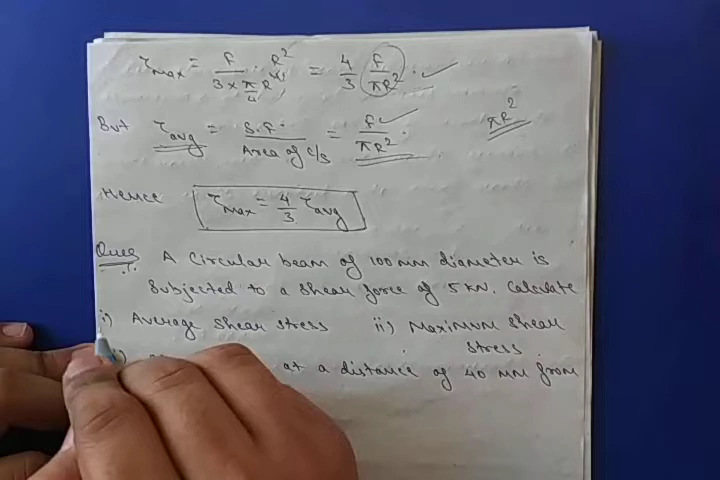 τmax = F / 3 × π/4 R⁴ · R² = 4/3 F/πR² .
But τavg = S.F. / Area of c/s = F/πR² . πR²
Hence τmax = 4/3 τavg
Ques A Circular beam of 100 mm diameter is
Subjected to a Shear force of 5 KN. Calculate
i) Average shear stress ii) Maximum Shear
stress .
at a distance of 40 mm from